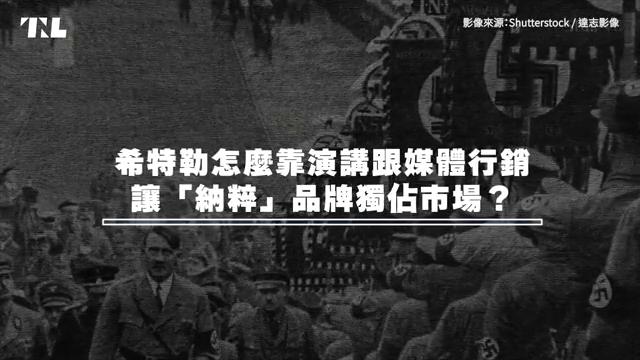 TNL
影像來源:Shutterstock / 達志影像
希特勒怎麼靠演講跟媒體行銷
讓「納粹」品牌獨佔市場?